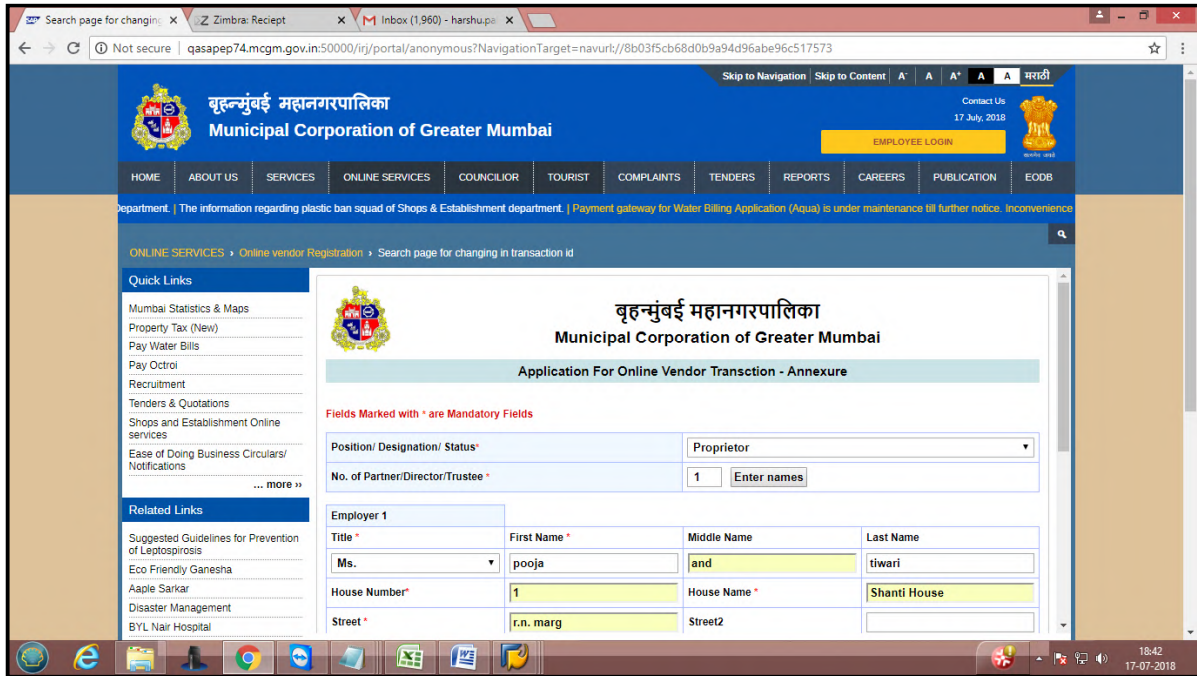 Search page for changing
Zimbra: Reciept
Inbox (1,960) - harshu.pa
Not secure | qasapep74.mcgm.gov.in:50000/irj/portal/anonymous?NavigationTarget=navurl://8b03f5cb68d0b9a94d96abe96c517573
Skip to Navigation Skip to Content A- A A+ A A मराठी
बृहन्मुंबई महानगरपालिका
Municipal Corporation of Greater Mumbai
Contact Us
17 July, 2018
EMPLOYEE LOGIN
सत्यमेव जयते
HOME ABOUT US SERVICES ONLINE SERVICES COUNCILIOR TOURIST COMPLAINTS TENDERS REPORTS CAREERS PUBLICATION EODB
Department. | The information regarding plastic ban squad of Shops & Establishment department. | Payment gateway for Water Billing Application (Aqua) is under maintenance till further notice. Inconvenience
ONLINE SERVICES › Online vendor Registration › Search page for changing in transaction id
Quick Links
Mumbai Statistics & Maps
Property Tax (New)
Pay Water Bills
Pay Octroi
Recruitment
Tenders & Quotations
Shops and Establishment Online
services
Ease of Doing Business Circulars/
Notifications
... more ››
Related Links
Suggested Guidelines for Prevention
of Leptospirosis
Eco Friendly Ganesha
Aaple Sarkar
Disaster Management
BYL Nair Hospital
बृहन्मुंबई महानगरपालिका
Municipal Corporation of Greater Mumbai
Application For Online Vendor Transction - Annexure
Fields Marked with * are Mandatory Fields
Position/ Designation/ Status* Proprietor
No. of Partner/Director/Trustee * 1 Enter names
Employer 1
Title * First Name * Middle Name Last Name
Ms. pooja and tiwari
House Number* 1 House Name * Shanti House
Street * r.n. marg Street2
18:42
17-07-2018